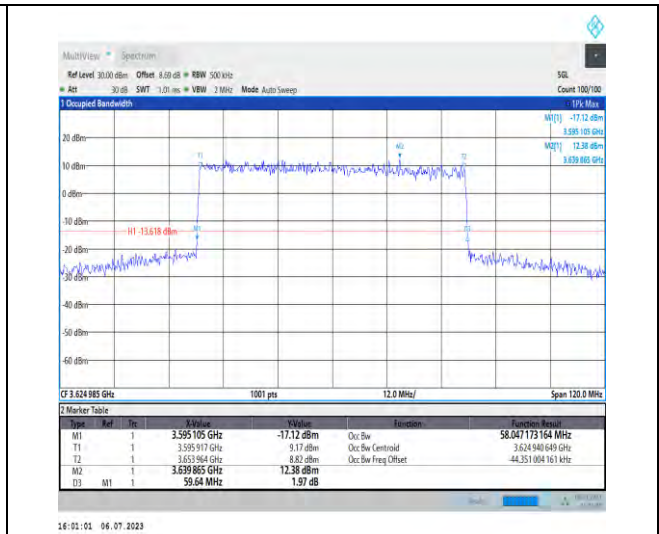 MultiView Spectrum
Ref Level 30.00 dBm Offset 8.69 dB RBW 500 kHz SGL
Att 30 dB SWT 1.01 ms VBW 2 MHz Mode Auto Sweep Count 100/100
1 Occupied Bandwidth 1Pk Max
M1[1] -17.12 dBm
3.595 105 GHz
M2[1] 12.38 dBm
3.639 865 GHz
20 dBm
M2
T1 T2
10 dBm
0 dBm
-10 dBm
H1 -13.618 dBm M1
-20 dBm
-30 dBm
-40 dBm
-50 dBm
-60 dBm
CF 3.624 985 GHz 1001 pts 12.0 MHz/ Span 120.0 MHz
2 Marker Table
Type Ref Trc X-Value Y-Value Function Function Result
M1 1 3.595 105 GHz -17.12 dBm Occ Bw 58.047 173 164 MHz
T1 1 3.595 917 GHz 9.17 dBm Occ Bw Centroid 3.624 940 649 GHz
T2 1 3.653 964 GHz 8.82 dBm Occ Bw Freq Offset -44.351 004 161 kHz
M2 1 3.639 865 GHz 12.38 dBm
D3 M1 1 59.64 MHz 1.97 dB
16:01:01 06.07.2023